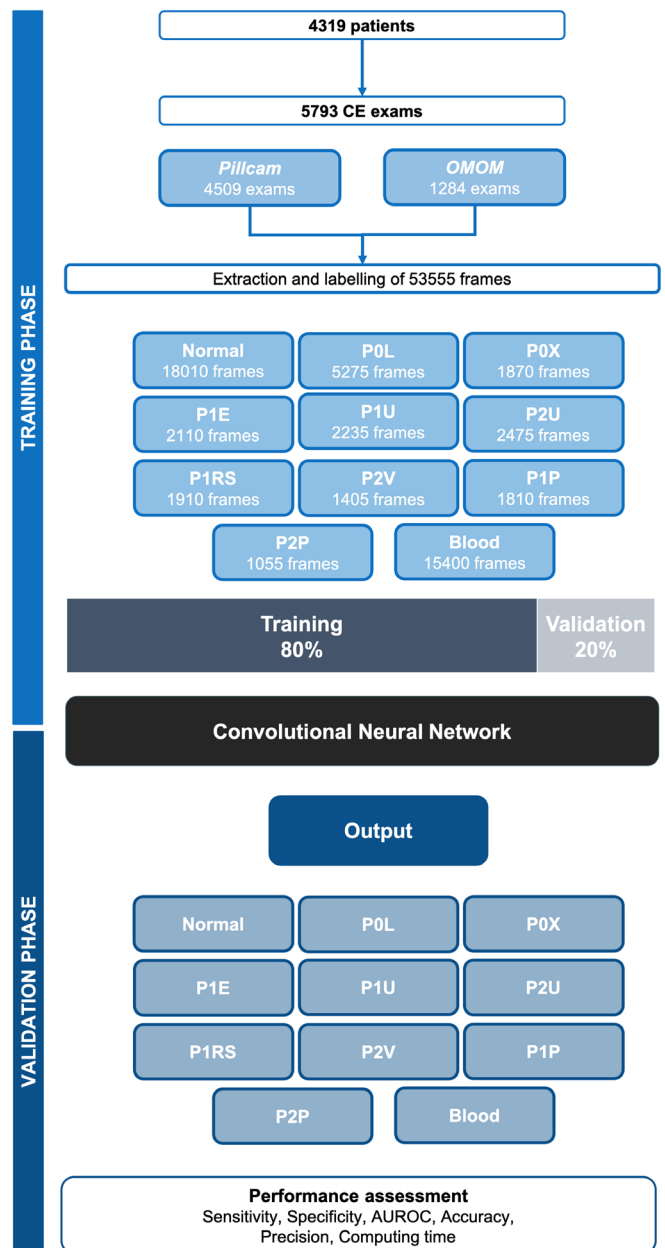 4319 patients
5793 CE exams
Pillcam
4509 exams
OMOM
1284 exams
Extraction and labelling of 53555 frames
TRAINING PHASE
Normal
18010 frames
P0L
5275 frames
P0X
1870 frames
P1E
2110 frames
P1U
2235 frames
P2U
2475 frames
P1RS
1910 frames
P2V
1405 frames
P1P
1810 frames
P2P
1055 frames
Blood
15400 frames
Training
80%
Validation
20%
Convolutional Neural Network
VALIDATION PHASE
Output
Normal
P0L
P0X
P1E
P1U
P2U
P1RS
P2V
P1P
P2P
Blood
Performance assessment
Sensitivity, Specificity, AUROC, Accuracy,
Precision, Computing time